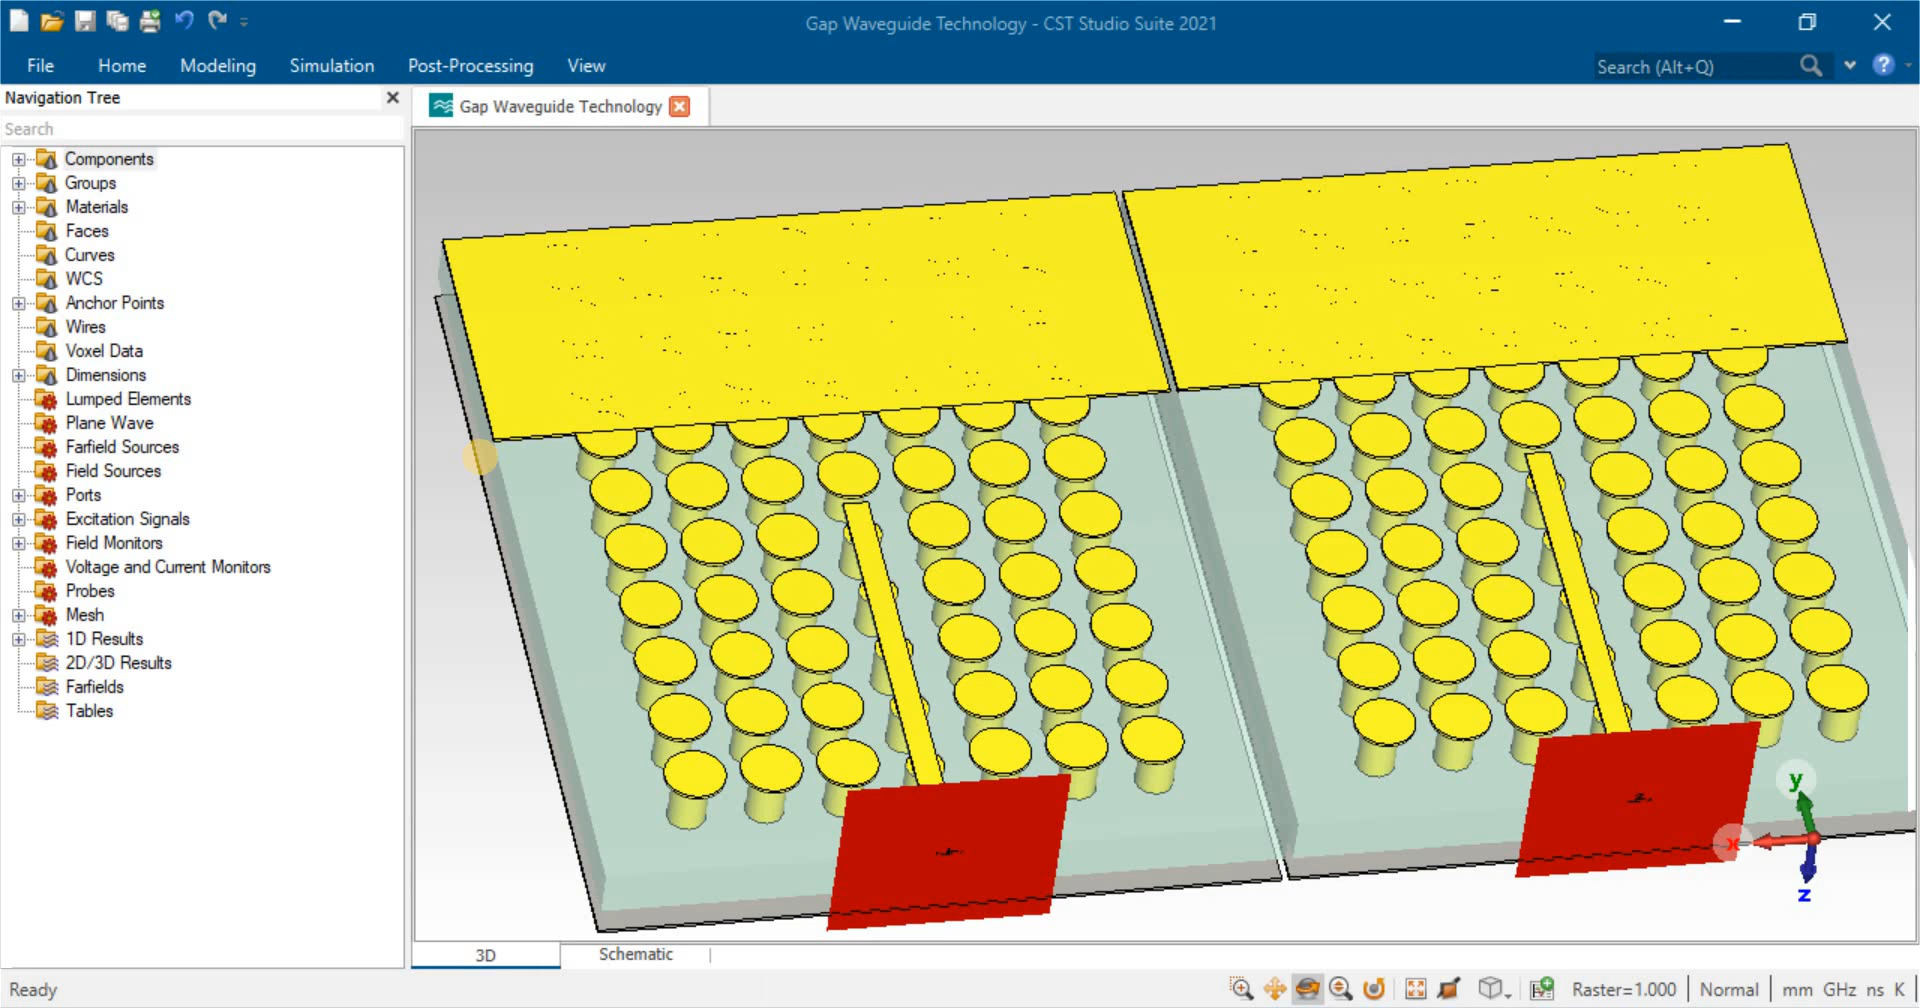 Gap Waveguide Technology - CST Studio Suite 2021
File Home Modeling Simulation Post-Processing View
Search (Alt+Q)
?
Navigation Tree
Search
Components
Groups
Materials
Faces
Curves
WCS
Anchor Points
Wires
Voxel Data
Dimensions
Lumped Elements
Plane Wave
Farfield Sources
Field Sources
Ports
Excitation Signals
Field Monitors
Voltage and Current Monitors
Probes
Mesh
1D Results
2D/3D Results
Farfields
Tables
Gap Waveguide Technology
y
x
z
3D Schematic
Ready
Raster=1.000 Normal mm GHz ns K